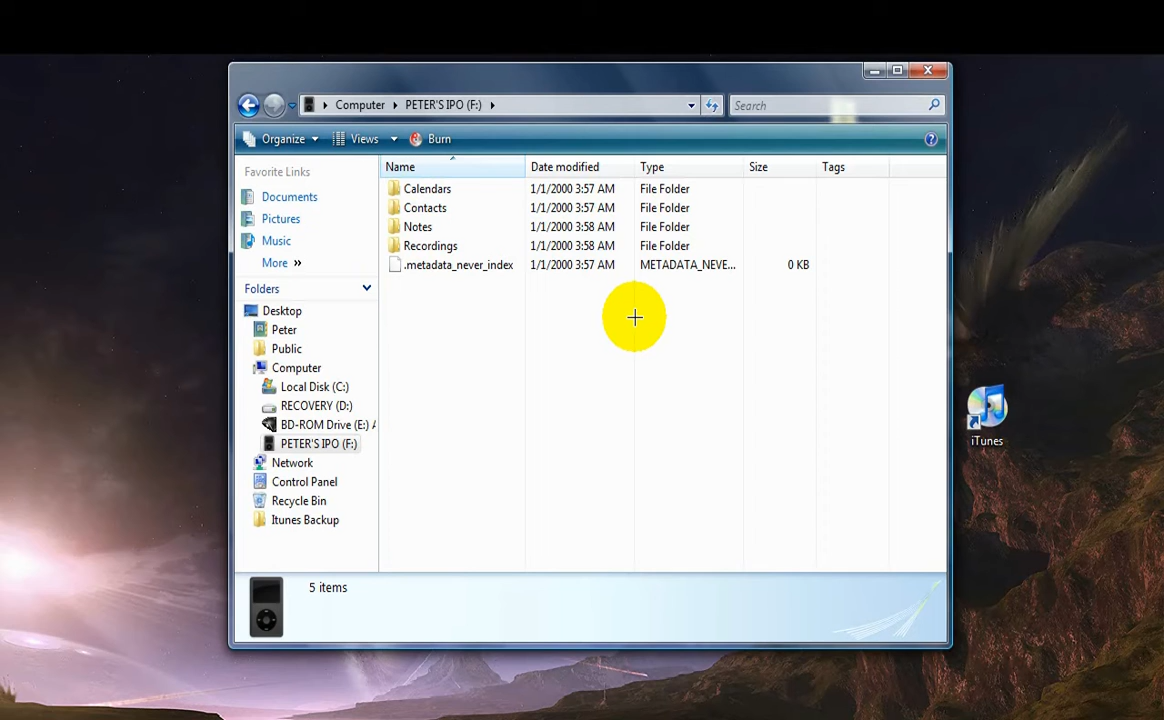 Computer PETER'S IPO (F:) Search
Organize Views Burn
Favorite Links
Documents
Pictures
Music
More »
Folders
Desktop
Peter
Public
Computer
Local Disk (C:)
RECOVERY (D:)
BD-ROM Drive (E:) A
PETER'S IPO (F:)
Network
Control Panel
Recycle Bin
Itunes Backup
Name Date modified Type Size Tags
Calendars 1/1/2000 3:57 AM File Folder
Contacts 1/1/2000 3:57 AM File Folder
Notes 1/1/2000 3:58 AM File Folder
Recordings 1/1/2000 3:58 AM File Folder
.metadata_never_index 1/1/2000 3:57 AM METADATA_NEVE... 0 KB
5 items
iTunes